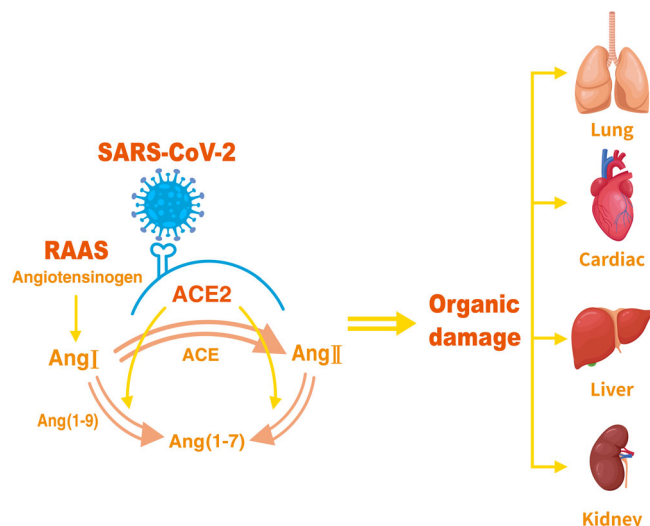 SARS-CoV-2
RAAS
Angiotensinogen
ACE2
AngⅠ
ACE
AngⅡ
Ang(1-9)
Ang(1-7)
Organic
damage
Lung
Cardiac
Liver
Kidney